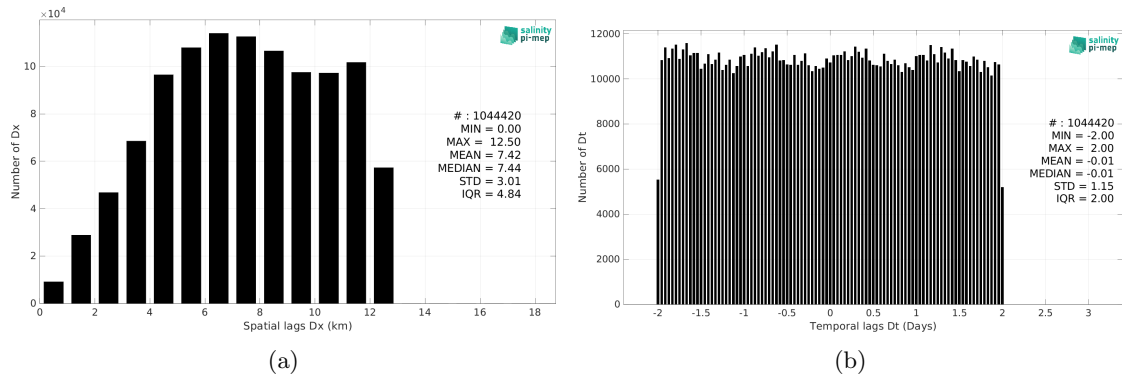 ×10⁴
salinity
pi-mep
10
8
6
4
2
0
Number of Dx
# : 1044420
MIN = 0.00
MAX = 12.50
MEAN = 7.42
MEDIAN = 7.44
STD = 3.01
IQR = 4.84
0 2 4 6 8 10 12 14 16 18
Spatial lags Dx (km)
(a)
salinity
pi-mep
12000
10000
8000
6000
4000
2000
0
Number of Dt
# : 1044420
MIN = -2.00
MAX = 2.00
MEAN = -0.01
MEDIAN = -0.01
STD = 1.15
IQR = 2.00
-2 -1.5 -1 -0.5 0 0.5 1 1.5 2 2.5 3
Temporal lags Dt (Days)
(b)